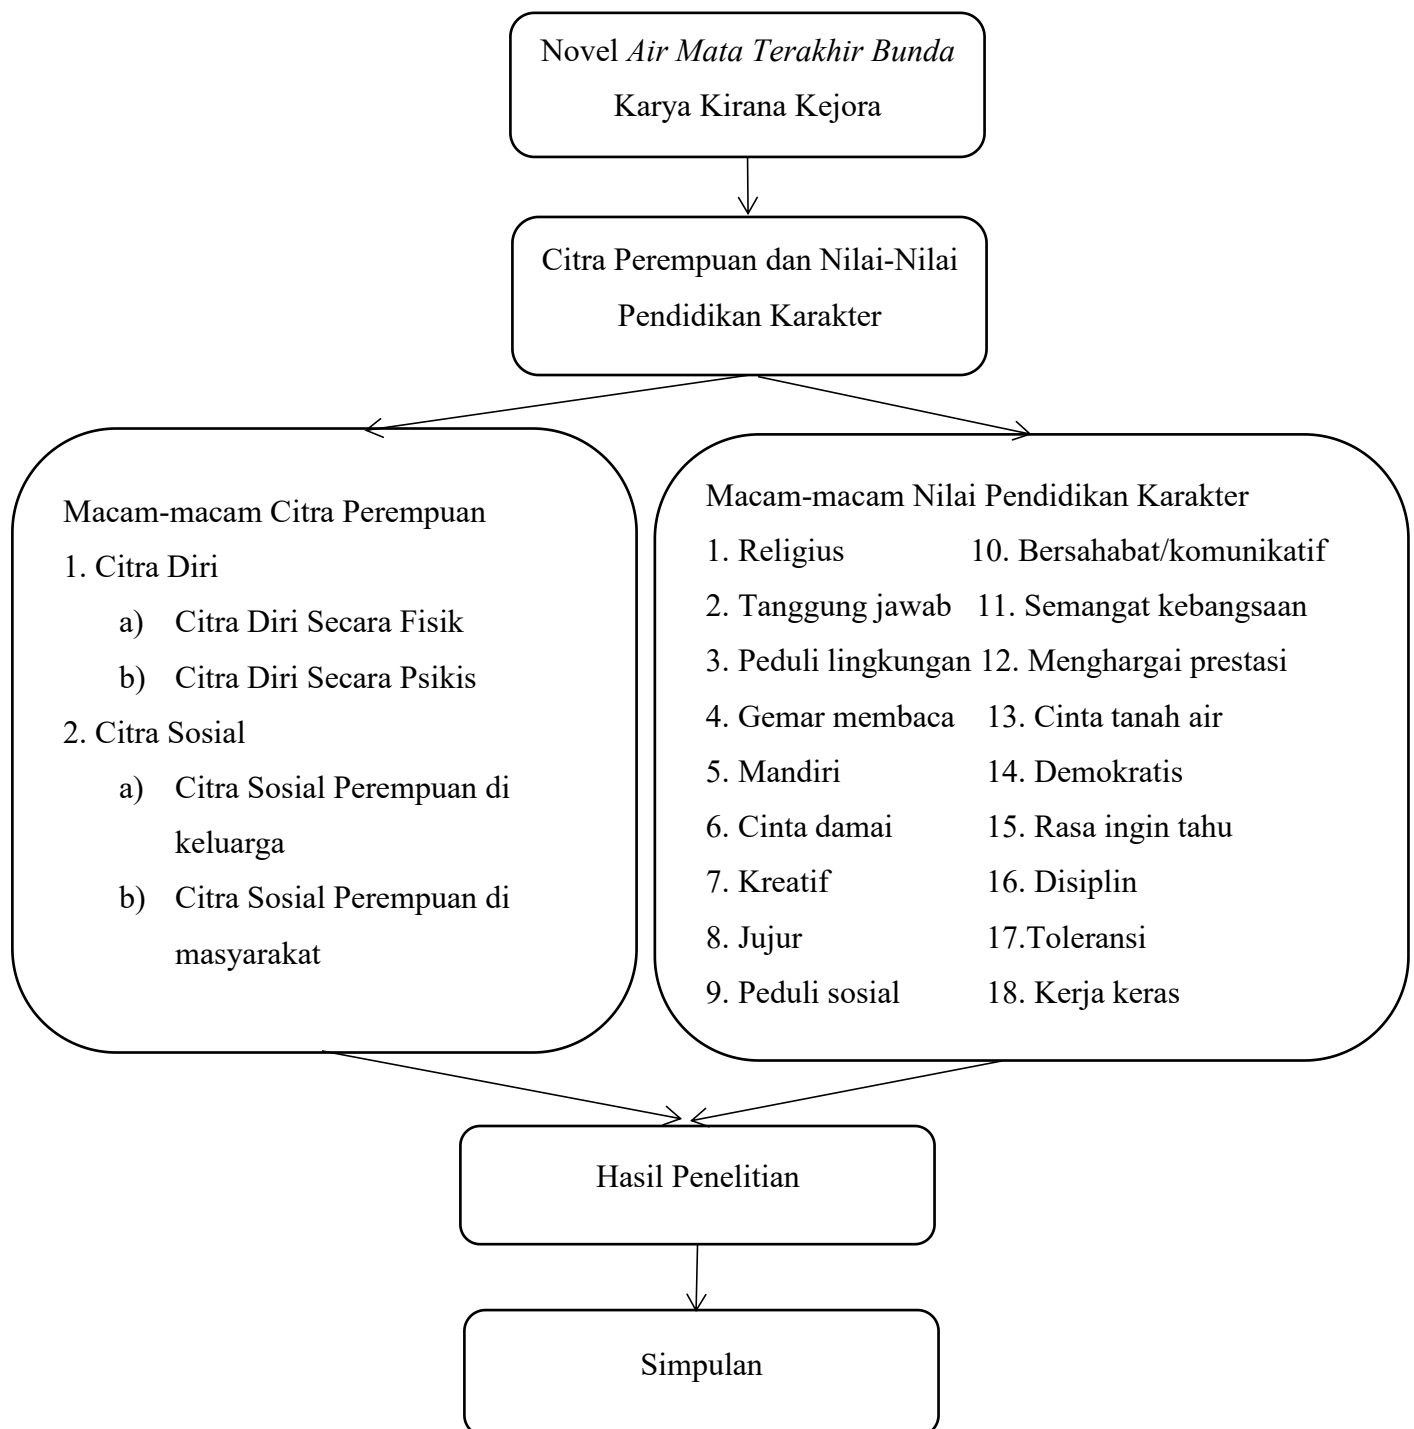 Novel Air Mata Terakhir Bunda
Karya Kirana Kejora
Citra Perempuan dan Nilai-Nilai
Pendidikan Karakter
Macam-macam Citra Perempuan
1. Citra Diri
a) Citra Diri Secara Fisik
b) Citra Diri Secara Psikis
2. Citra Sosial
a) Citra Sosial Perempuan di
keluarga
b) Citra Sosial Perempuan di
masyarakat
Macam-macam Nilai Pendidikan Karakter
1. Religius 10. Bersahabat/komunikatif
2. Tanggung jawab 11. Semangat kebangsaan
3. Peduli lingkungan 12. Menghargai prestasi
4. Gemar membaca 13. Cinta tanah air
5. Mandiri 14. Demokratis
6. Cinta damai 15. Rasa ingin tahu
7. Kreatif 16. Disiplin
8. Jujur 17.Toleransi
9. Peduli sosial 18. Kerja keras
Hasil Penelitian
Simpulan